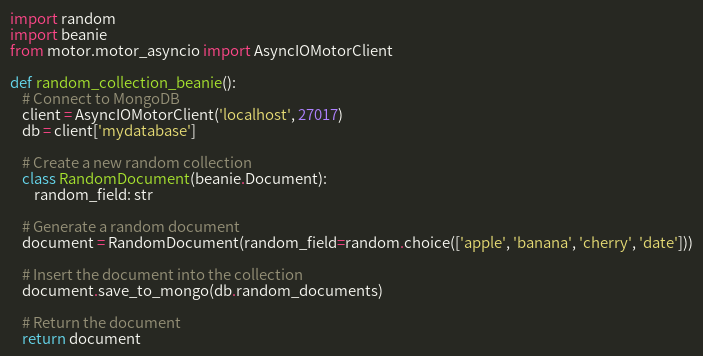 import random
import beanie
from motor.motor_asyncio import AsyncIOMotorClient

def random_collection_beanie():
    # Connect to MongoDB
    client = AsyncIOMotorClient('localhost', 27017)
    db = client['mydatabase']

    # Create a new random collection
    class RandomDocument(beanie.Document):
        random_field: str

    # Generate a random document
    document = RandomDocument(random_field=random.choice(['apple', 'banana', 'cherry', 'date']))

    # Insert the document into the collection
    document.save_to_mongo(db.random_documents)

    # Return the document
    return document